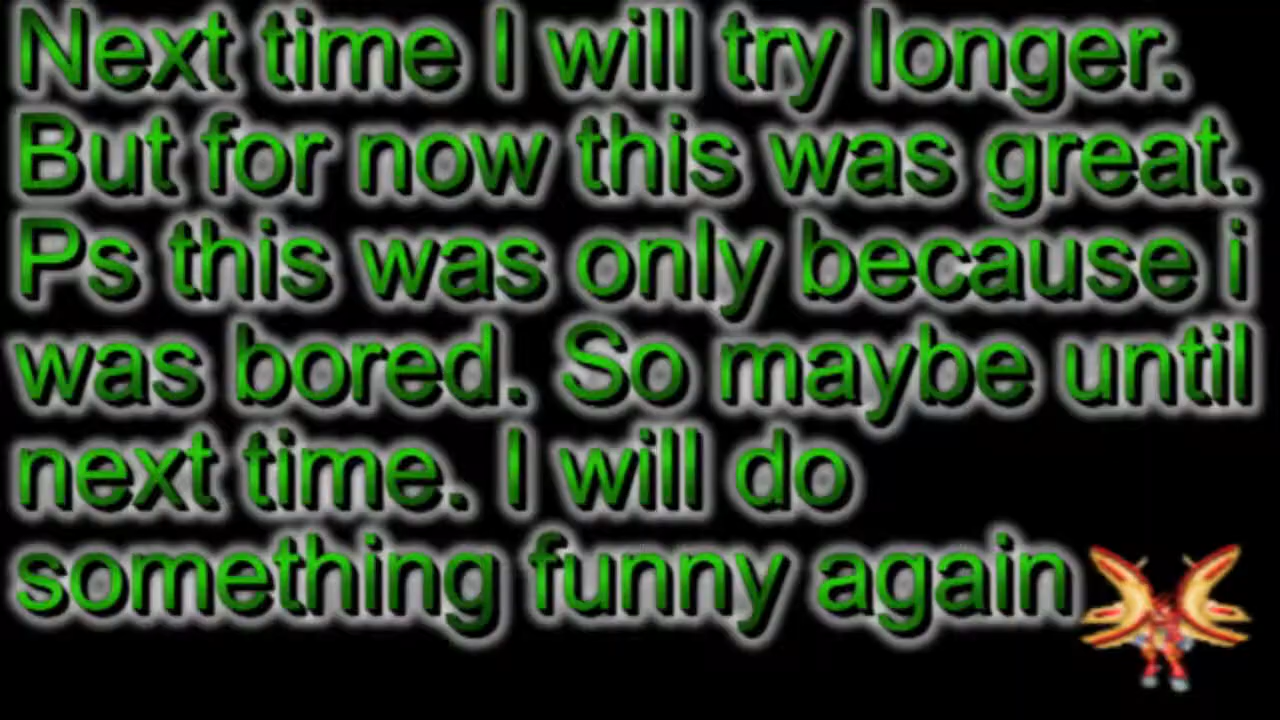 Next time I will try longer.
But for now this was great.
Ps this was only because i
was bored. So maybe until
next time. I will do
something funny again